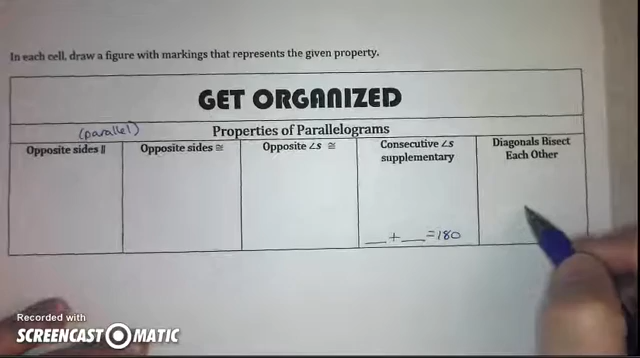 In each cell, draw a figure with markings that represents the given property.
GET ORGANIZED
(parallel)
Properties of Parallelograms
Opposite sides ∥
Opposite sides ≅
Opposite ∠s ≅
Consecutive ∠s
supplementary
__ + __ = 180
Diagonals Bisect
Each Other
Recorded with
SCREENCAST O MATIC